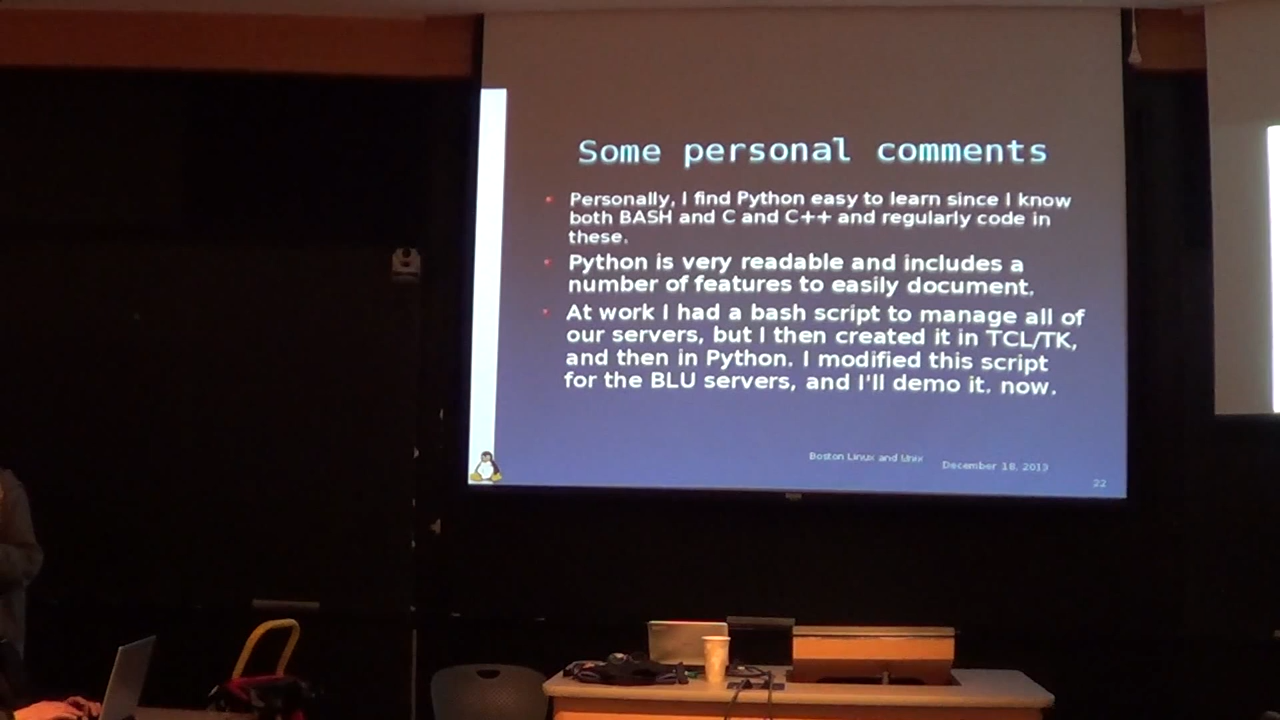 Some personal comments
Personally, I find Python easy to learn since I know
both BASH and C and C++ and regularly code in
these.
Python is very readable and includes a
number of features to easily document.
At work I had a bash script to manage all of
our servers, but I then created it in TCL/TK,
and then in Python. I modified this script
for the BLU servers, and I'll demo it. now.
Boston Linux and Unix
December 18, 2013
22